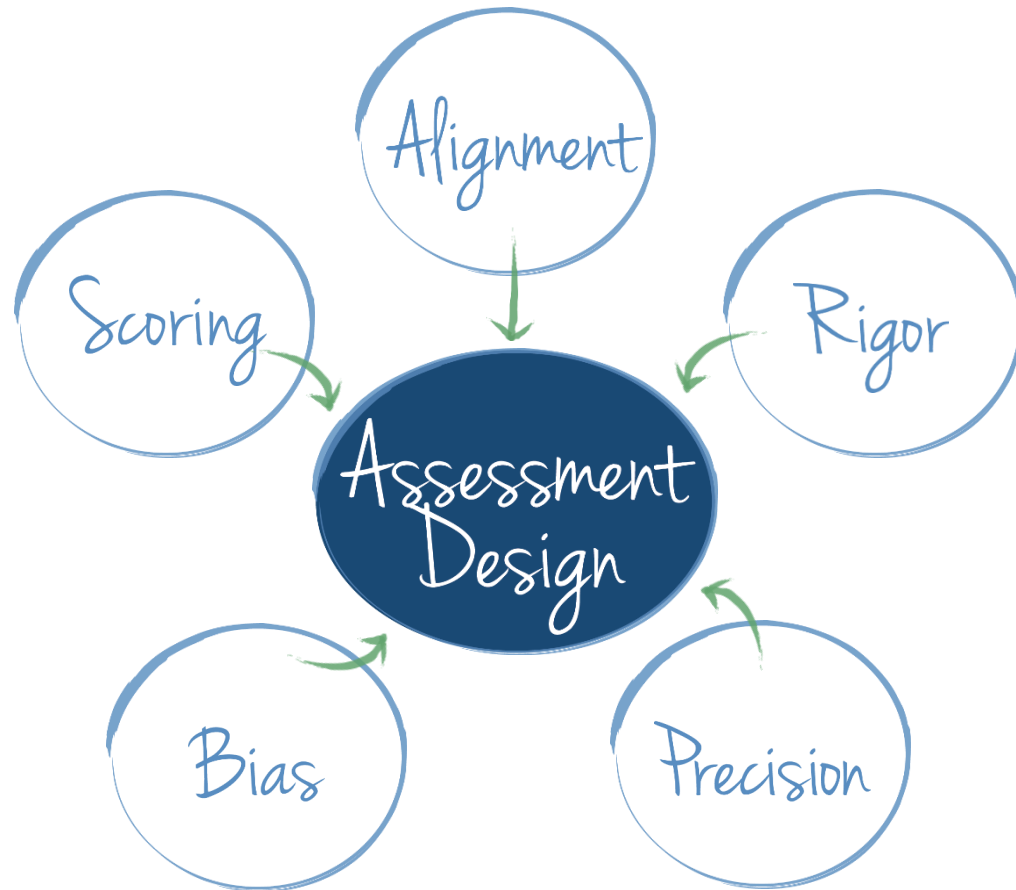 Alignment
Scoring
Rigor
Assessment
Design
Bias
Precision